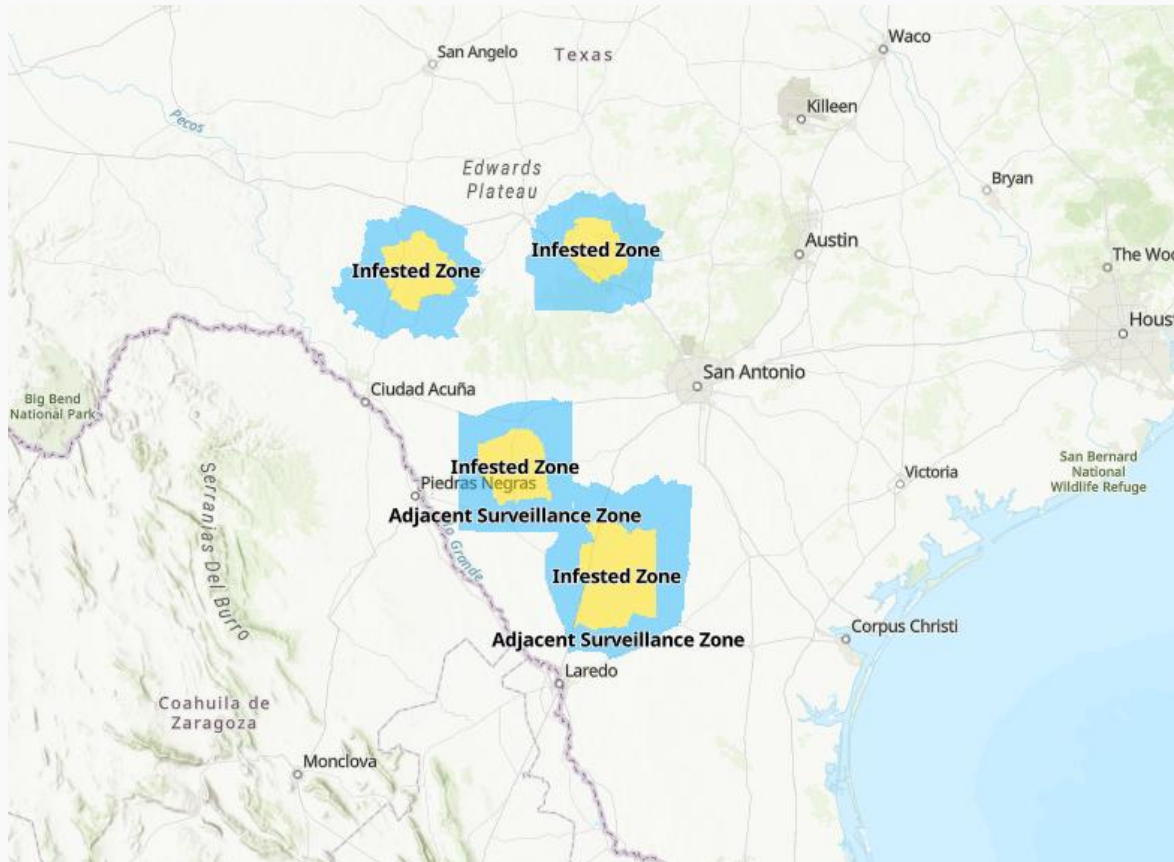 San Angelo
Texas
Waco
Killeen
Pecos
Edwards
Plateau
Bryan
Infested Zone
Austin
Infested Zone
The Woo
Houst
San Antonio
Ciudad Acuña
Big Bend
National Park
San Bernard
National
Wildlife Refuge
Infested Zone
Victoria
Piedras Negras
Serranias Del Burro
Adjacent Surveillance Zone
Grande
Infested Zone
Corpus Christi
Adjacent Surveillance Zone
Laredo
Coahuila de
Zaragoza
Monclova